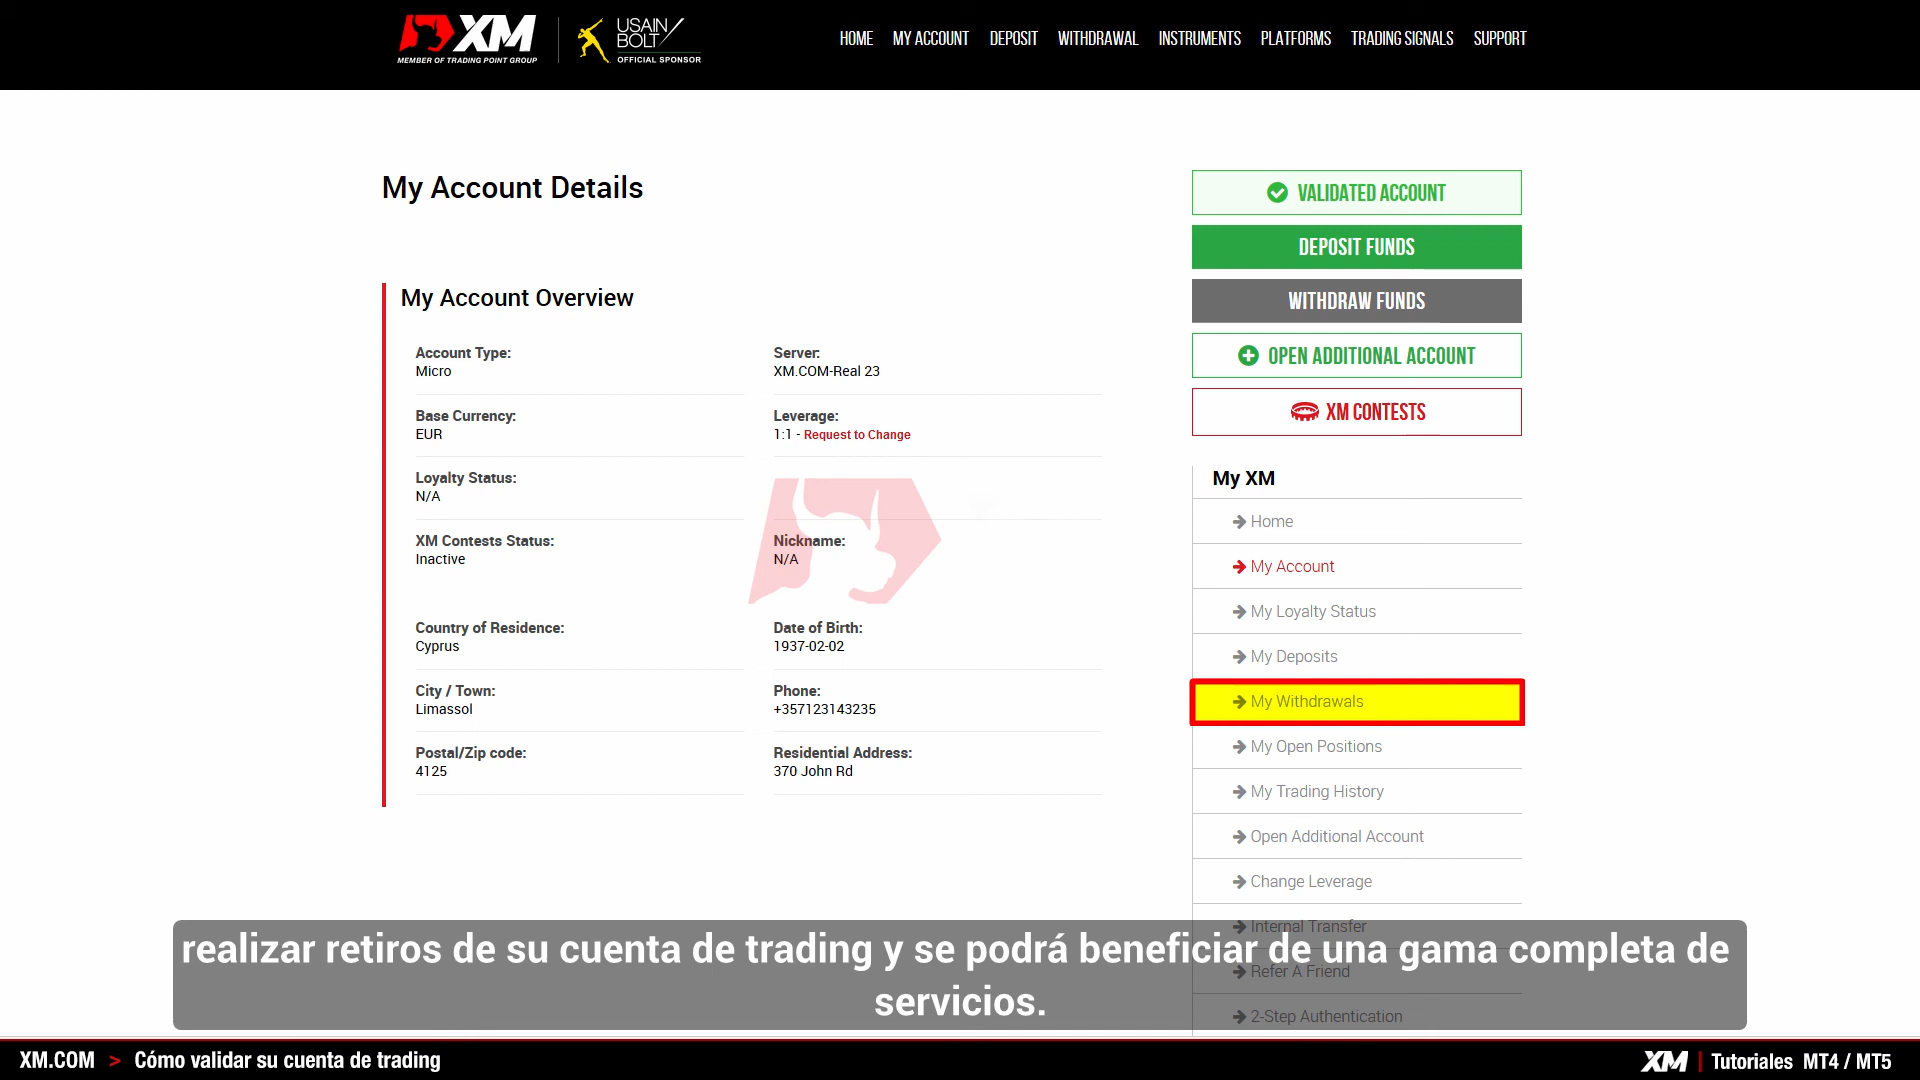 XM
MEMBER OF TRADING POINT GROUP
USAIN
BOLT
OFFICIAL SPONSOR
HOME MY ACCOUNT DEPOSIT WITHDRAWAL INSTRUMENTS PLATFORMS TRADING SIGNALS SUPPORT
My Account Details
My Account Overview
Account Type:
Micro
Server:
XM.COM-Real 23
Base Currency:
EUR
Leverage:
1:1 - Request to Change
Loyalty Status:
N/A
XM Contests Status:
Inactive
Nickname:
N/A
Country of Residence:
Cyprus
Date of Birth:
1937-02-02
City / Town:
Limassol
Phone:
+357123143235
Postal/Zip code:
4125
Residential Address:
370 John Rd
VALIDATED ACCOUNT
DEPOSIT FUNDS
WITHDRAW FUNDS
OPEN ADDITIONAL ACCOUNT
XM CONTESTS
My XM
Home
My Account
My Loyalty Status
My Deposits
My Withdrawals
My Open Positions
My Trading History
Open Additional Account
Change Leverage
Internal Transfer
Refer A Friend
2-Step Authentication
realizar retiros de su cuenta de trading y se podrá beneficiar de una gama completa de
servicios.
XM.COM > Cómo validar su cuenta de trading
XM | Tutoriales MT4 / MT5